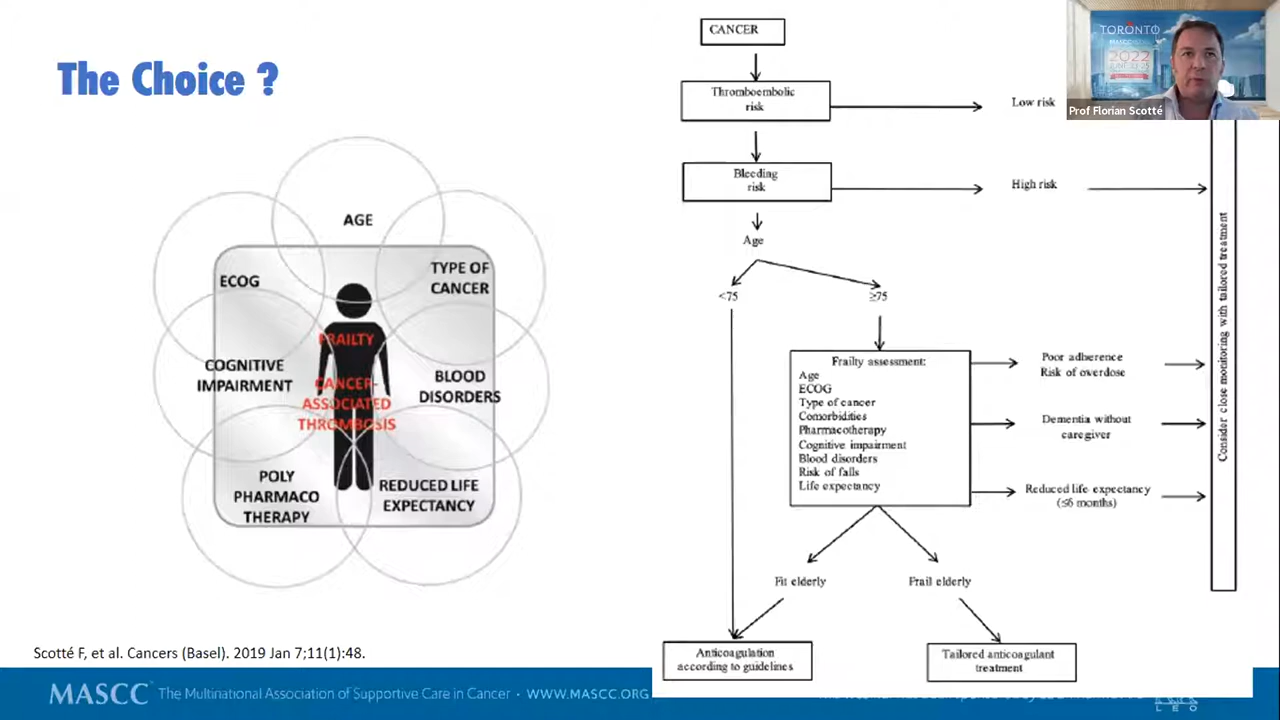 The Choice ?
AGE
ECOG
TYPE OF
CANCER
FRAILTY
COGNITIVE
IMPAIRMENT
CANCER-
ASSOCIATED
THROMBOSIS
BLOOD
DISORDERS
POLY
PHARMACO
THERAPY
REDUCED LIFE
EXPECTANCY
Scotté F, et al. Cancers (Basel). 2019 Jan 7;11(1):48.
MASCC The Multinational Association of Supportive Care in Cancer · WWW.MASCC.ORG
CANCER
Thromboembolic
risk
Low risk
Bleeding
risk
High risk
Age
<75
≥75
Frailty assessment:
Age
ECOG
Type of cancer
Comorbidities
Pharmacotherapy
Cognitive impairment
Blood disorders
Risk of falls
Life expectancy
Poor adherence
Risk of overdose
Dementia without
caregiver
Reduced life expectancy
(≤6 months)
Consider close monitoring with tailored treatment
Fit elderly
Frail elderly
Anticoagulation
according to guidelines
Tailored anticoagulant
treatment
TORONTO
MASCC
2022
Prof Florian Scotté
LEO